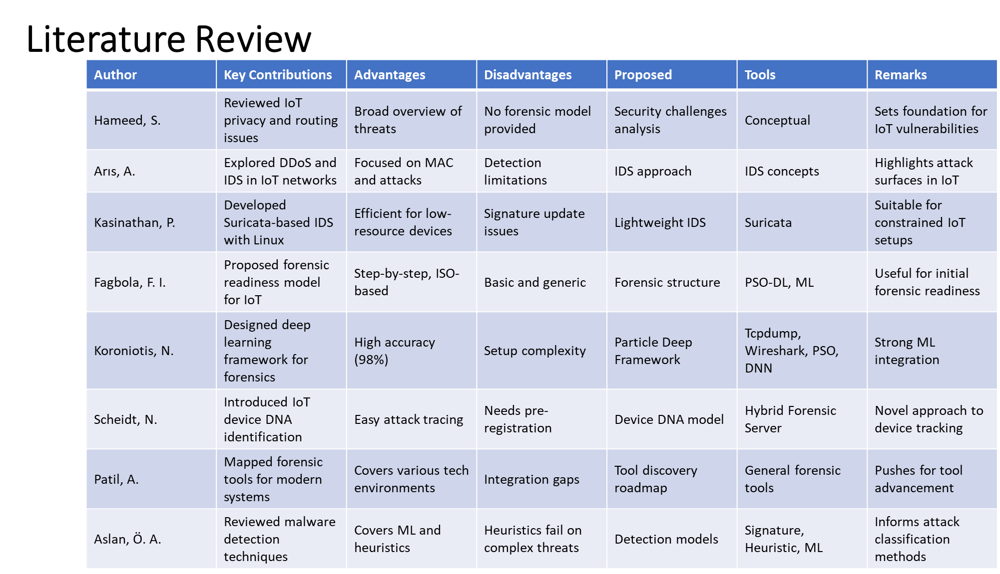 Literature Review
Author
Key Contributions
Advantages
Disadvantages
Proposed
Tools
Remarks
Hameed, S.
Reviewed IoT
privacy and routing
issues
Broad overview of
threats
No forensic model
provided
Security challenges
analysis
Conceptual
Sets foundation for
IoT vulnerabilities
Arıs, A.
Explored DDoS and
IDS in IoT networks
Focused on MAC
and attacks
Detection
limitations
IDS approach
IDS concepts
Highlights attack
surfaces in IoT
Kasinathan, P.
Developed
Suricata-based IDS
with Linux
Efficient for low-
resource devices
Signature update
issues
Lightweight IDS
Suricata
Suitable for
constrained IoT
setups
Fagbola, F. I.
Proposed forensic
readiness model
for IoT
Step-by-step, ISO-
based
Basic and generic
Forensic structure
PSO-DL, ML
Useful for initial
forensic readiness
Koroniotis, N.
Designed deep
learning
framework for
forensics
High accuracy
(98%)
Setup complexity
Particle Deep
Framework
Tcpdump,
Wireshark, PSO,
DNN
Strong ML
integration
Scheidt, N.
Introduced IoT
device DNA
identification
Easy attack tracing
Needs pre-
registration
Device DNA model
Hybrid Forensic
Server
Novel approach to
device tracking
Patil, A.
Mapped forensic
tools for modern
systems
Covers various tech
environments
Integration gaps
Tool discovery
roadmap
General forensic
tools
Pushes for tool
advancement
Aslan, Ö. A.
Reviewed malware
detection
techniques
Covers ML and
heuristics
Heuristics fail on
complex threats
Detection models
Signature,
Heuristic, ML
Informs attack
classification
methods